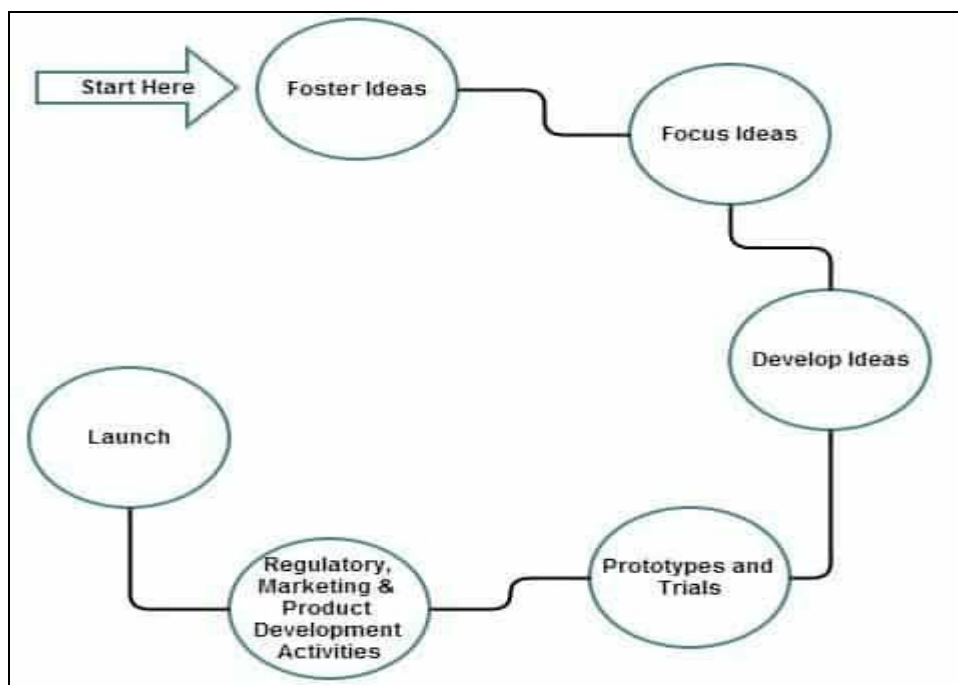 Start Here
Foster Ideas
Focus Ideas
Develop Ideas
Prototypes and
Trials
Regulatory,
Marketing &
Product
Development
Activities
Launch